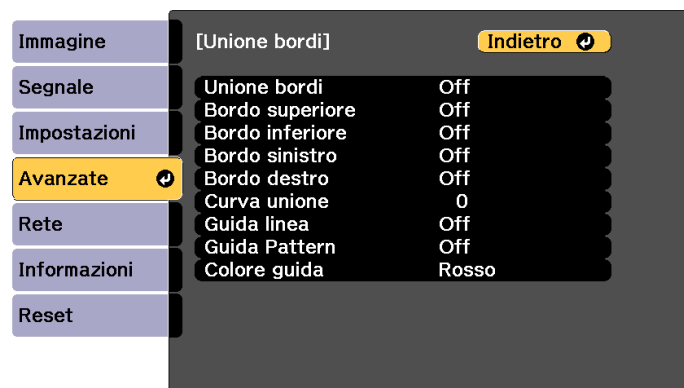 Immagine
Segnale
Impostazioni
Avanzate
Rete
Informazioni
Reset
[Unione bordi] Indietro
Unione bordi Off
Bordo superiore Off
Bordo inferiore Off
Bordo sinistro Off
Bordo destro Off
Curva unione 0
Guida linea Off
Guida Pattern Off
Colore guida Rosso